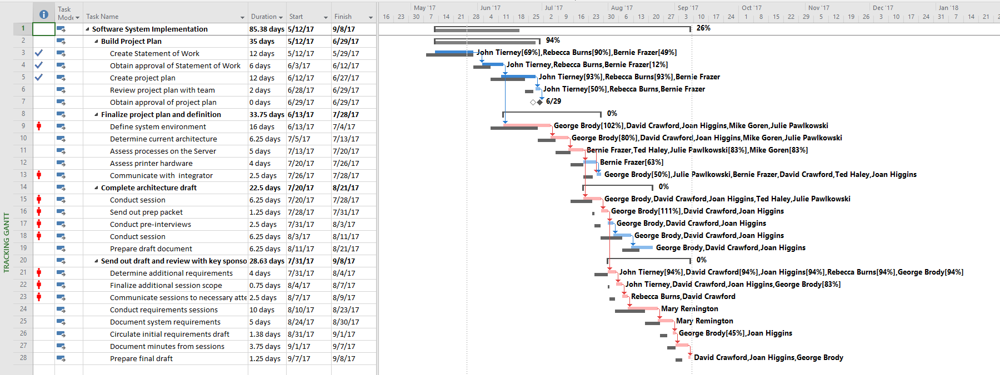 May '17 Jun '17 Jul '17 Aug '17 Sep '17 Oct '17 Nov '17 Dec '17 Jan '18
Task Mode Task Name Duration Start Finish 16 23 30 7 14 21 28 4 11 18 25 2 9 16 23 30 6 13 20 27 3 10 17 24 1 8 15 22 29 5 12 19 26 3 10 17 24 31 7 14 21 2
1 Software System Implementation 85.38 days 5/12/17 9/8/17 26%
2 Build Project Plan 35 days 5/12/17 6/29/17 94%
3 Create Statement of Work 12 days 5/12/17 5/29/17 John Tierney[69%],Rebecca Burns[90%],Bernie Frazer[49%]
4 Obtain approval of Statement of Work 6 days 6/3/17 6/12/17 John Tierney,Rebecca Burns,Bernie Frazer[12%]
5 Create project plan 12 days 6/12/17 6/27/17 John Tierney[93%],Rebecca Burns[93%],Bernie Frazer
6 Review project plan with team 2 days 6/28/17 6/29/17 John Tierney[50%],Rebecca Burns,Bernie Frazer
7 Obtain approval of project plan 0 days 6/29/17 6/29/17 6/29
8 Finalize project plan and definition 33.75 days 6/13/17 7/28/17 0%
9 Define system environment 16 days 6/13/17 7/4/17 George Brody[102%],David Crawford,Joan Higgins,Mike Goren,Julie Pawlkowski
10 Determine current architecture 6.25 days 7/5/17 7/13/17 George Brody[80%],David Crawford,Joan Higgins,Mike Goren,Julie Pawlkowski
11 Assess processes on the Server 5 days 7/13/17 7/20/17 Bernie Frazer,Ted Haley,Julie Pawlkowski[83%],Mike Goren[83%]
12 Assess printer hardware 4 days 7/20/17 7/26/17 Bernie Frazer[63%]
13 Communicate with integrator 2.5 days 7/26/17 7/28/17 George Brody[50%],Julie Pawlkowski,Bernie Frazer,David Crawford,Ted Haley,Joan Higgins
14 Complete architecture draft 22.5 days 7/20/17 8/21/17 0%
15 Conduct session 6.25 days 7/20/17 7/28/17 George Brody,David Crawford,Joan Higgins,Ted Haley,Julie Pawlkowski
16 Send out prep packet 1.25 days 7/28/17 7/31/17 George Brody[111%],David Crawford,Joan Higgins
17 Conduct pre-interviews 2.5 days 7/31/17 8/3/17 George Brody,David Crawford,Joan Higgins
18 Conduct session 6.25 days 8/3/17 8/11/17 George Brody,David Crawford,Joan Higgins
19 Prepare draft document 6.25 days 8/11/17 8/21/17 George Brody,David Crawford,Joan Higgins
20 Send out draft and review with key sponso 28.63 days 7/31/17 9/8/17 0%
21 Determine additional requirements 4 days 7/31/17 8/4/17 John Tierney[94%],David Crawford[94%],Joan Higgins[94%],Rebecca Burns[94%],George Brody[94%]
22 Finalize additional session scope 0.75 days 8/4/17 8/7/17 John Tierney,David Crawford,Joan Higgins,George Brody[83%]
23 Communicate sessions to necessary atte 2.5 days 8/7/17 8/9/17 Rebecca Burns,David Crawford
24 Conduct requirements sessions 10 days 8/10/17 8/23/17 Mary Remington
25 Document system requirements 5 days 8/24/17 8/30/17 Mary Remington
26 Circulate initial requirements draft 1.38 days 8/31/17 9/1/17 George Brody[45%],Joan Higgins
27 Document minutes from sessions 3.75 days 9/1/17 9/7/17
28 Prepare final draft 1.25 days 9/7/17 9/8/17 David Crawford,Joan Higgins,George Brody
TRACKING GANTT